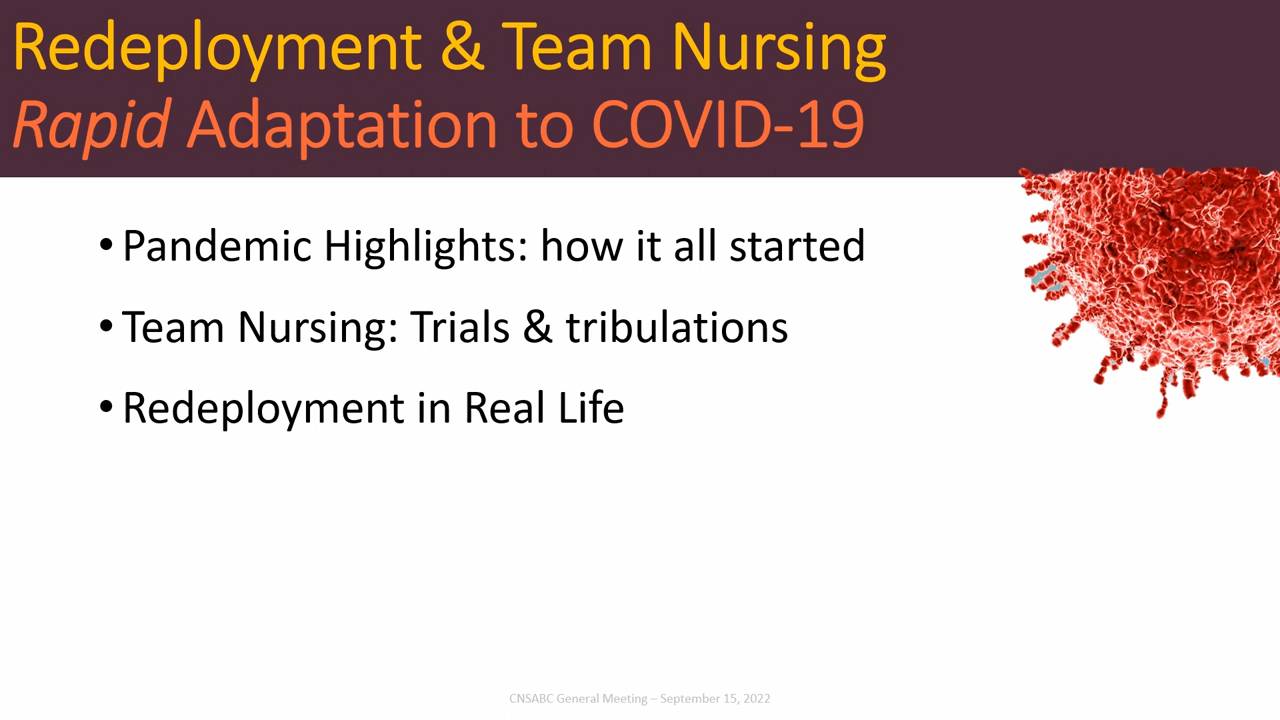 Redeployment & Team Nursing
Rapid Adaptation to COVID-19
• Pandemic Highlights: how it all started
• Team Nursing: Trials & tribulations
• Redeployment in Real Life
CNSABC General Meeting – September 15, 2022